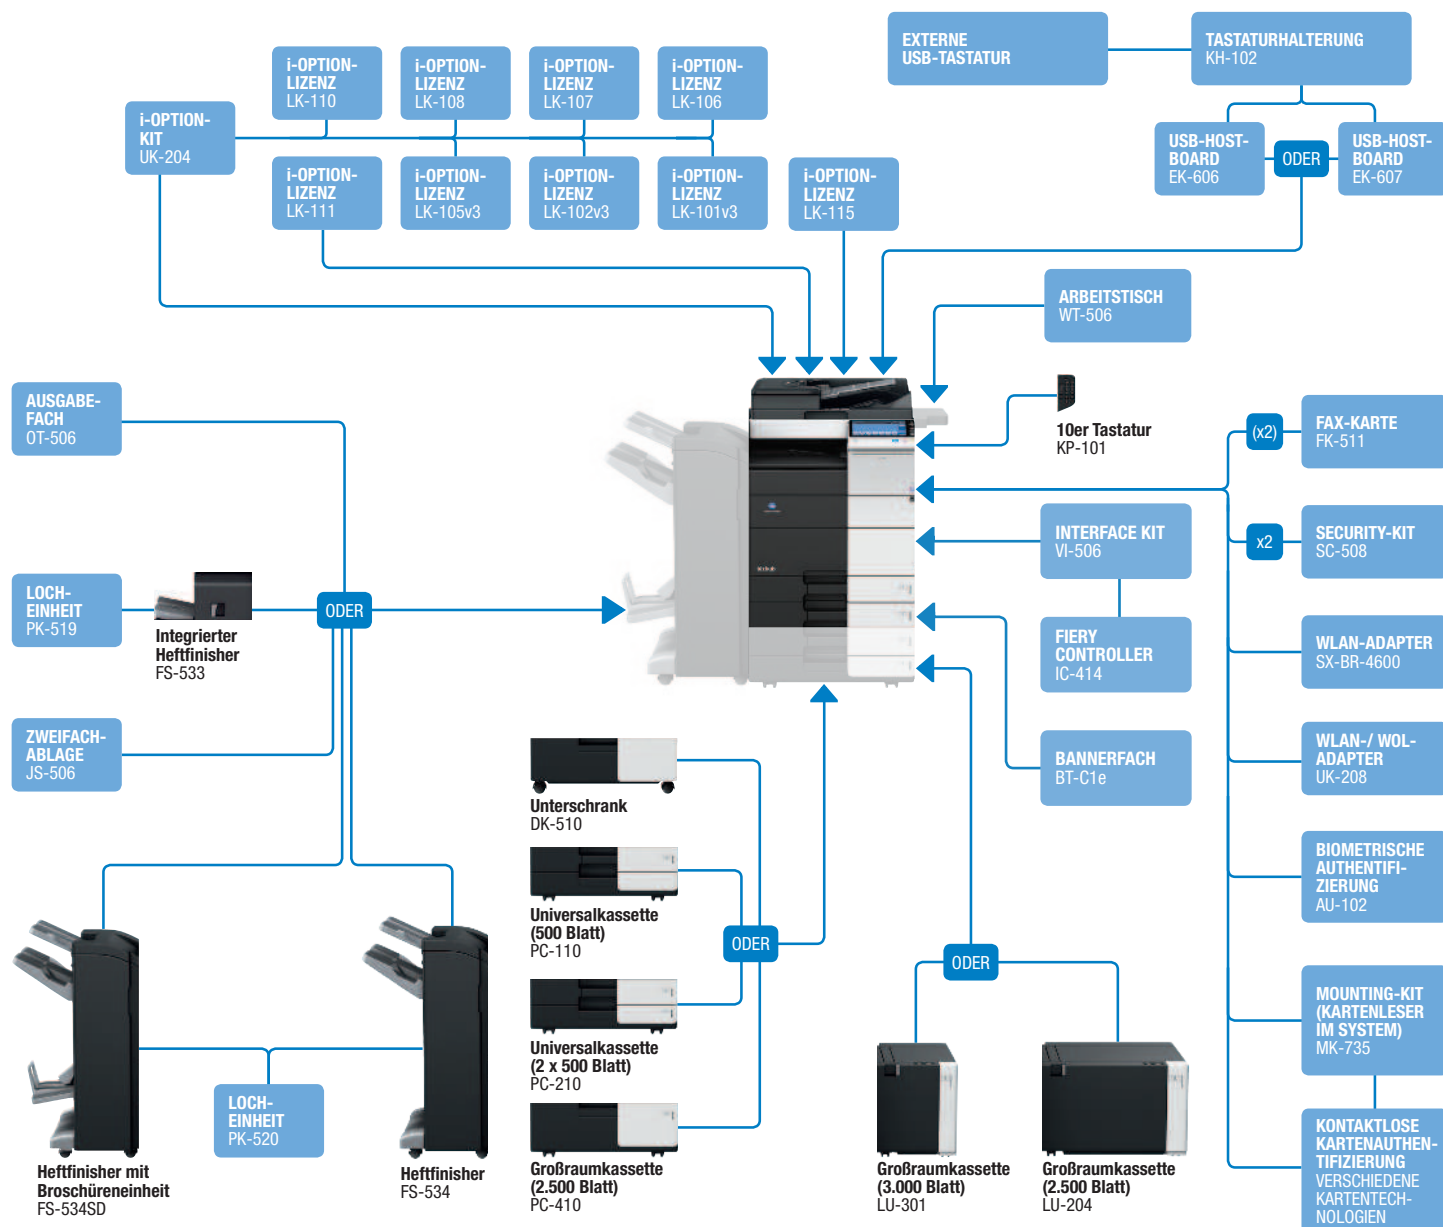 EXTERNE
USB-TASTATUR
TASTATURHALTERUNG
KH-102
i-OPTION-
LIZENZ
LK-110
i-OPTION-
LIZENZ
LK-108
i-OPTION-
LIZENZ
LK-107
i-OPTION-
LIZENZ
LK-106
i-OPTION-
KIT
UK-204
USB-HOST-
BOARD
EK-606
ODER
USB-HOST-
BOARD
EK-607
i-OPTION-
LIZENZ
LK-111
i-OPTION-
LIZENZ
LK-105v3
i-OPTION-
LIZENZ
LK-102v3
i-OPTION-
LIZENZ
LK-101v3
i-OPTION-
LIZENZ
LK-115
ARBEITSTISCH
WT-506
AUSGABE-
FACH
OT-506
10er Tastatur
KP-101
(x2)
FAX-KARTE
FK-511
INTERFACE KIT
VI-506
x2
SECURITY-KIT
SC-508
LOCH-
EINHEIT
PK-519
Integrierter
Heftfinisher
FS-533
ODER
FIERY
CONTROLLER
IC-414
WLAN-ADAPTER
SX-BR-4600
ZWEIFACH-
ABLAGE
JS-506
BANNERFACH
BT-C1e
WLAN-/ WOL-
ADAPTER
UK-208
Unterschrank
DK-510
BIOMETRISCHE
AUTHENTIFI-
ZIERUNG
AU-102
Universalkassette
(500 Blatt)
PC-110
ODER
ODER
Universalkassette
(2 x 500 Blatt)
PC-210
MOUNTING-KIT
(KARTENLESER
IM SYSTEM)
MK-735
LOCH-
EINHEIT
PK-520
Heftfinisher mit
Broschüreneinheit
FS-534SD
Heftfinisher
FS-534
Großraumkassette
(2.500 Blatt)
PC-410
Großraumkassette
(3.000 Blatt)
LU-301
Großraumkassette
(2.500 Blatt)
LU-204
KONTAKTLOSE
KARTENAUTHEN-
TIFIZIERUNG
VERSCHIEDENE
KARTENTECH-
NOLOGIEN